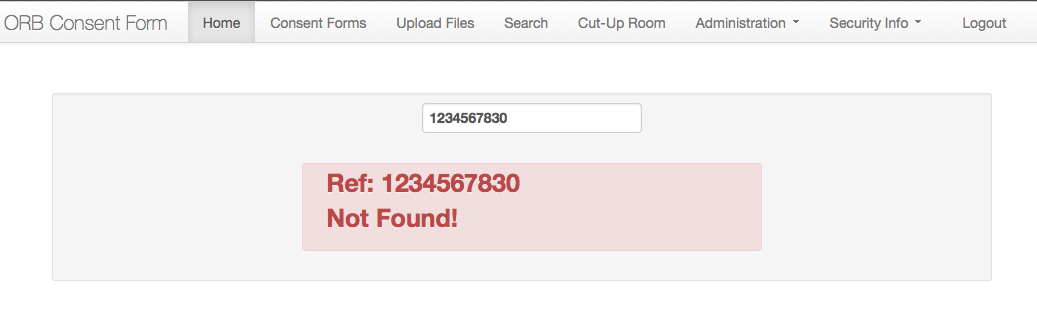 ORB Consent Form Home Consent Forms Upload Files Search Cut-Up Room Administration Security Info Logout
1234567830
Ref: 1234567830
Not Found!